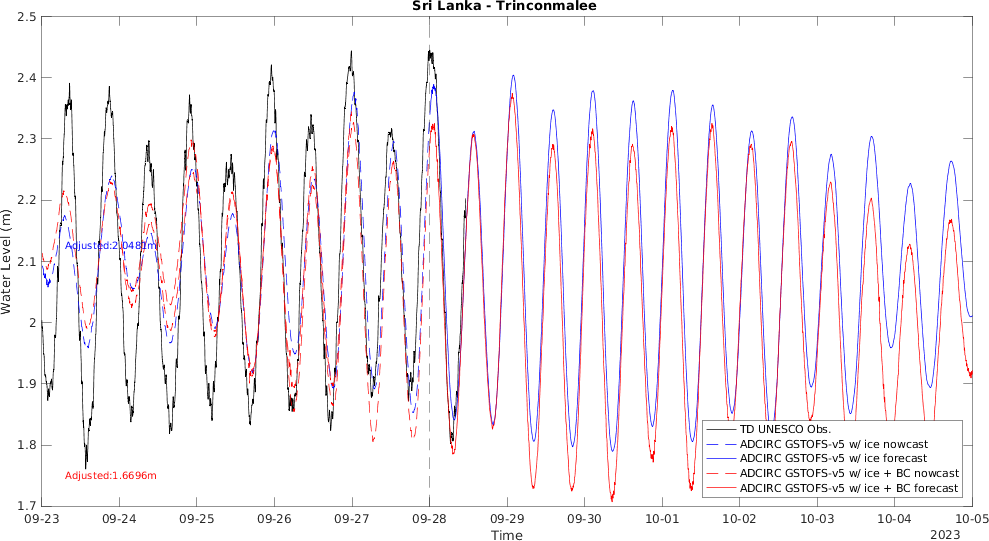 Sri Lanka - Trinconmalee
2.5
2.4
2.3
2.2
2.1
2
1.9
1.8
1.7
Water Level (m)
Adjusted:2.0481m
Adjusted:1.6696m
TD UNESCO Obs.
ADCIRC GSTOFS-v5 w/ ice nowcast
ADCIRC GSTOFS-v5 w/ ice forecast
ADCIRC GSTOFS-v5 w/ ice + BC nowcast
ADCIRC GSTOFS-v5 w/ ice + BC forecast
09-23 09-24 09-25 09-26 09-27 09-28 09-29 09-30 10-01 10-02 10-03 10-04 10-05
Time
2023